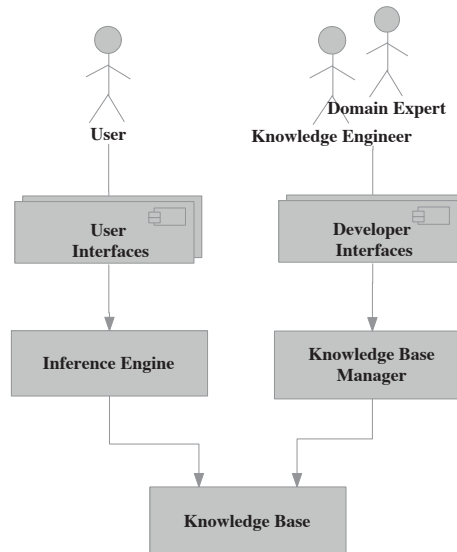 User
Domain Expert
Knowledge Engineer
User
Interfaces
Developer
Interfaces
Inference Engine
Knowledge Base
Manager
Knowledge Base